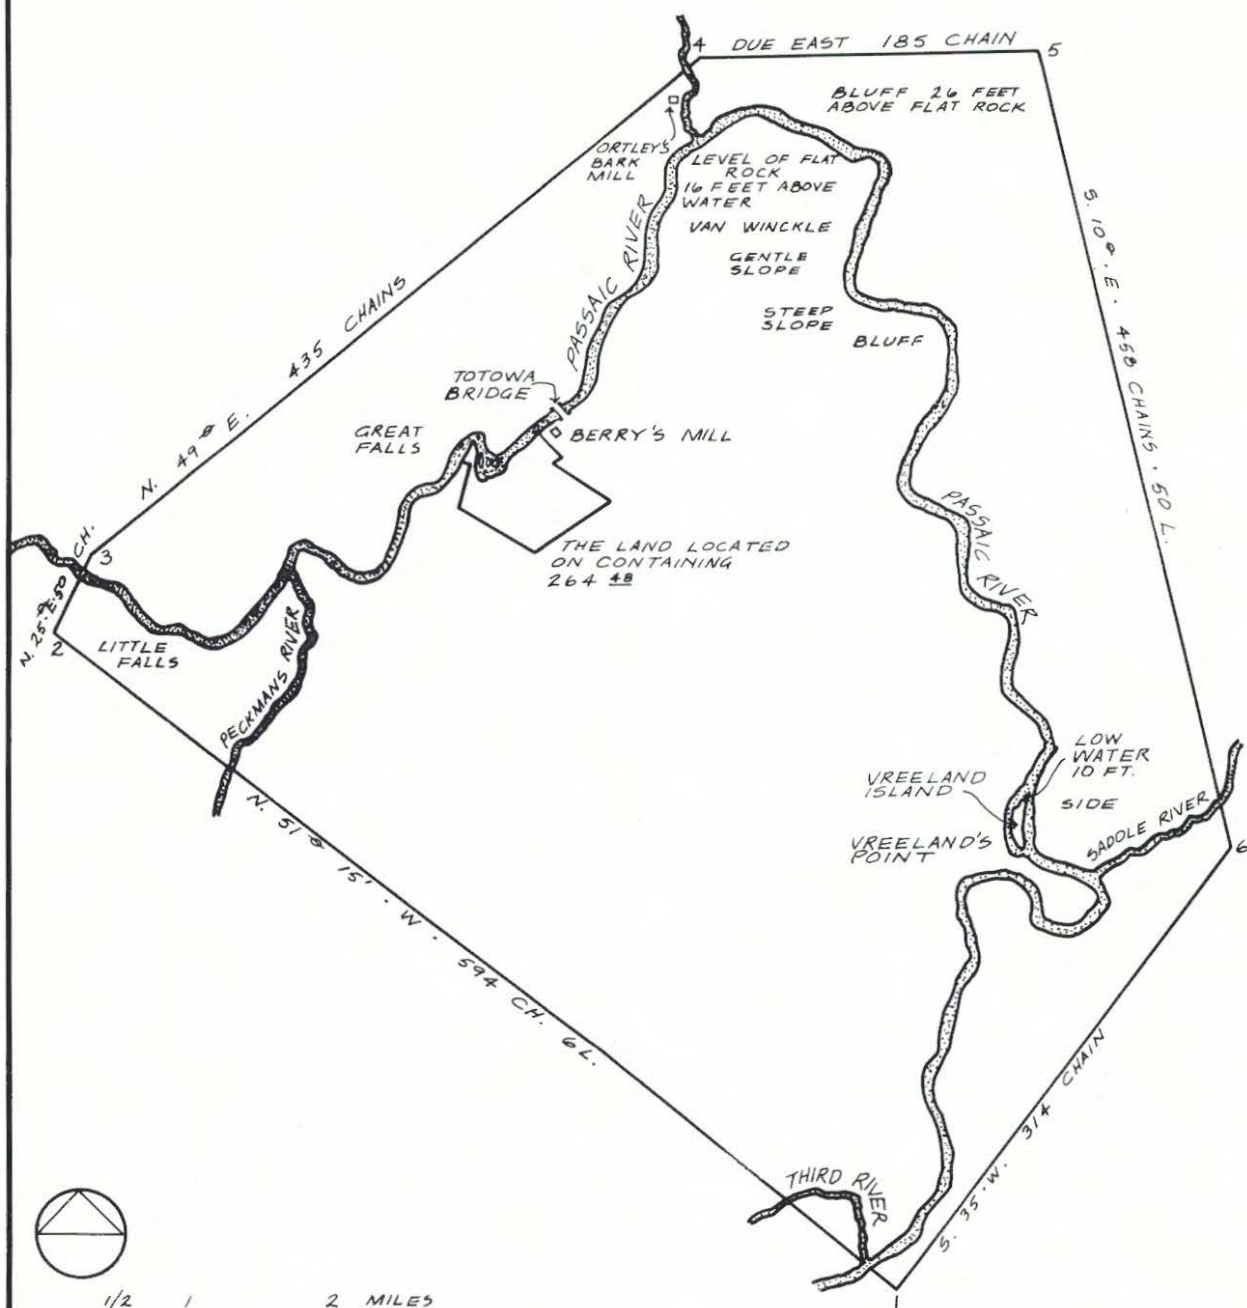 4
DUE EAST 185 CHAIN
5
BLUFF 26 FEET
ABOVE FLAT ROCK
ORTLEY'S
BARK
MILL
LEVEL OF FLAT
ROCK
16 FEET ABOVE
WATER
VAN WINCKLE
GENTLE
SLOPE
STEEP
SLOPE
BLUFF
S. 10° . E . 458 CHAINS . 50 L.
PASSAIC RIVER
N. 49° E. 435 CHAINS
TOTOWA
BRIDGE
GREAT
FALLS
BERRY'S MILL
PASSAIC RIVER
THE LAND LOCATED
ON CONTAINING
264 48
3
N. 25.° E. 50 CH.
2
LITTLE
FALLS
PECKMANS RIVER
LOW
WATER
10 FT.
VREELAND
ISLAND
SIDE
VREELAND'S
POINT
SADDLE RIVER
6
N. 51° 15' . W . 594 CH. 6L.
S. 35 . W. 314 CHAIN
THIRD RIVER
1
1/2 1 2 MILES